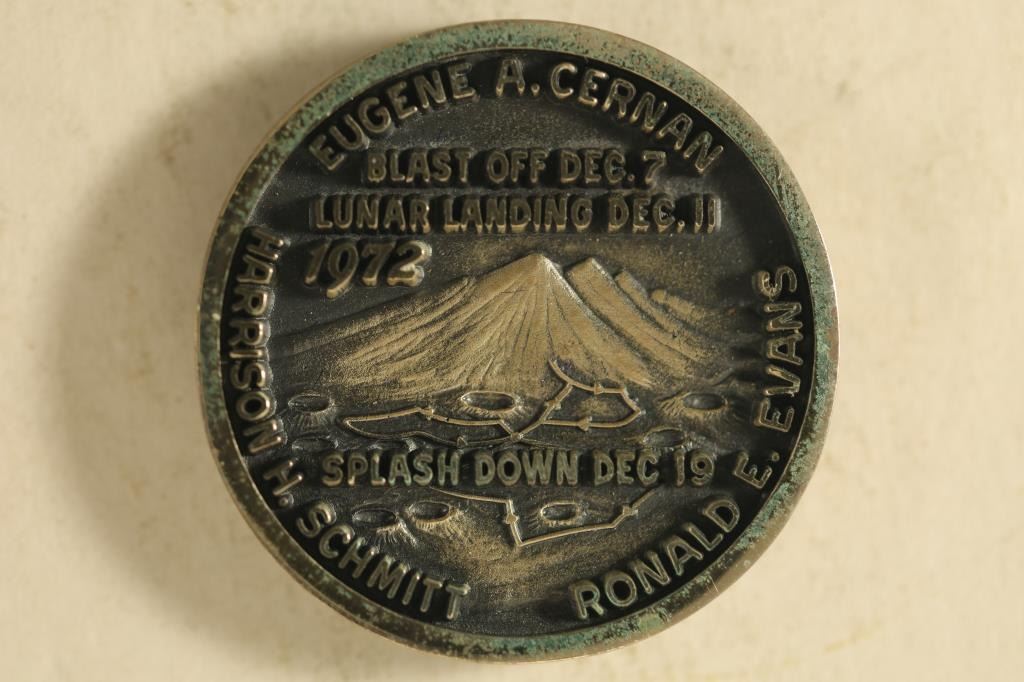 EUGENE A. CERNAN
BLAST OFF DEC. 7
LUNAR LANDING DEC. 11
1972
HARRISON H. SCHMITT
SPLASH DOWN DEC 19
RONALD E. EVANS